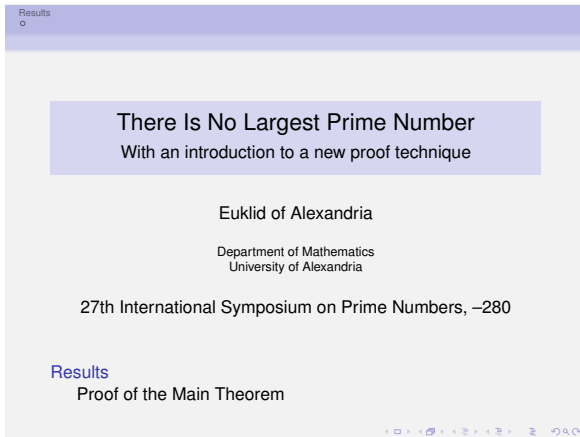 Results
There Is No Largest Prime Number
With an introduction to a new proof technique
Euklid of Alexandria
Department of Mathematics
University of Alexandria
27th International Symposium on Prime Numbers, –280
Results
Proof of the Main Theorem